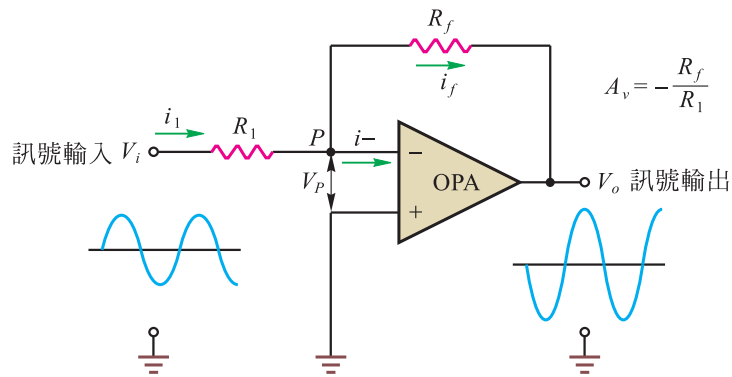 R_f
i_f
A_v = − R_f / R_1
i_1
R_1
P
i−
訊號輸入 V_i
V_P
−
OPA
+
V_o 訊號輸出